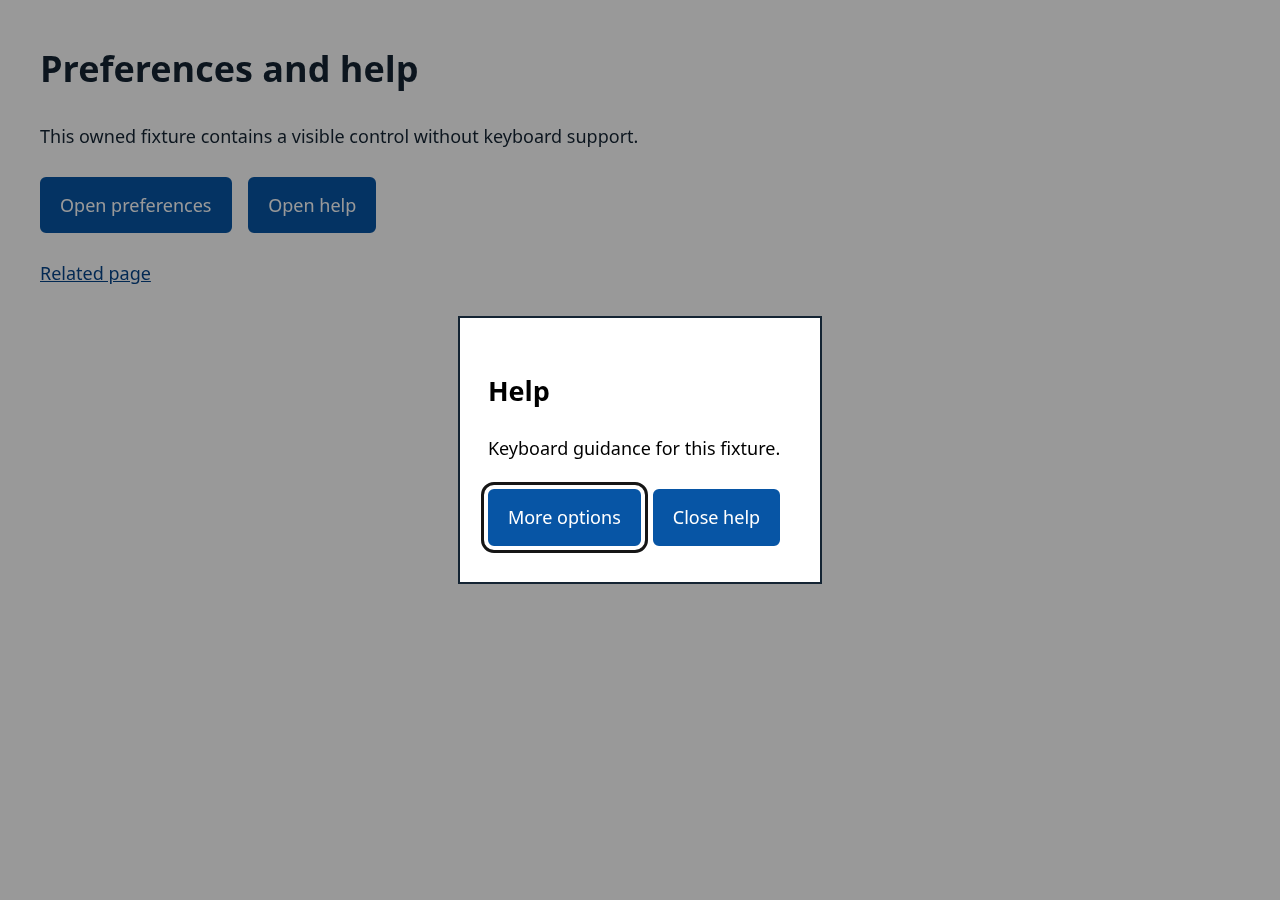 Preferences and help
This owned fixture contains a visible control without keyboard support.
Open preferences Open help
Related page
Help
Keyboard guidance for this fixture.
More options Close help